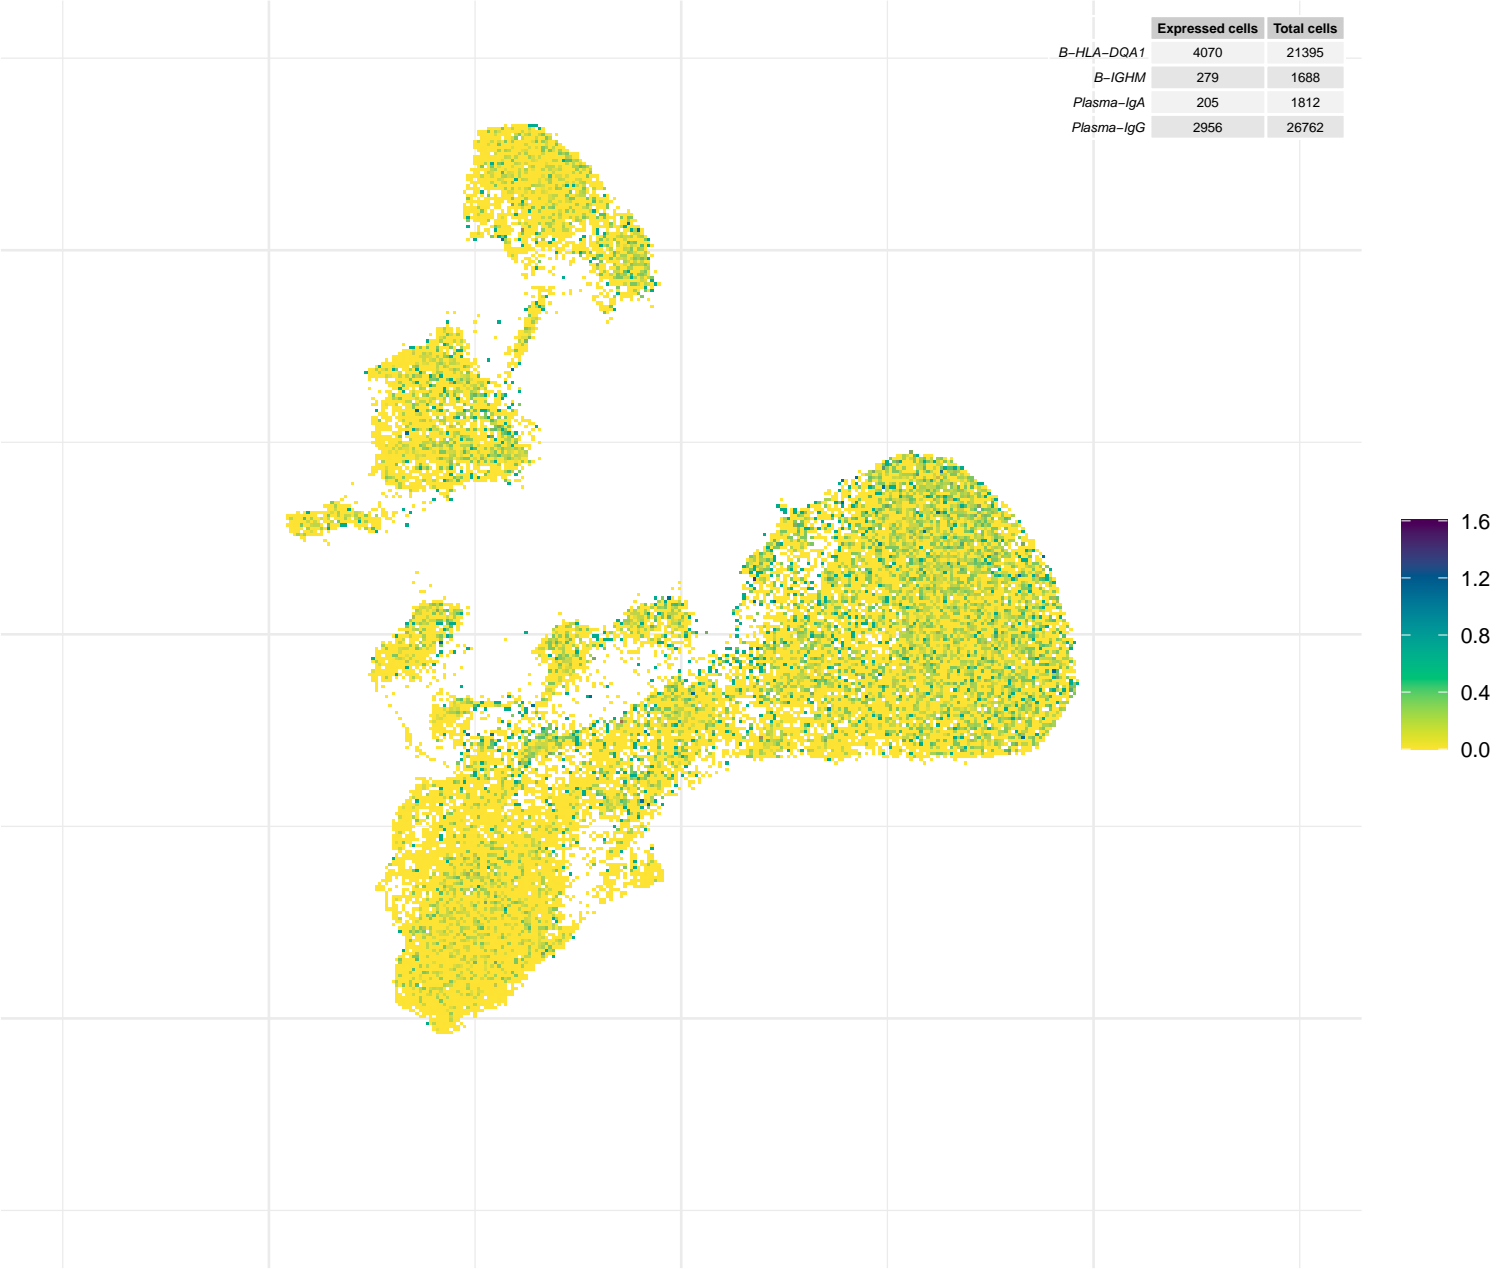 Expressed cells Total cells
B−HLA−DQA1 4070 21395
B−IGHM 279 1688
Plasma−IgA 205 1812
Plasma−IgG 2956 26762
1.6
1.2
0.8
0.4
0.0